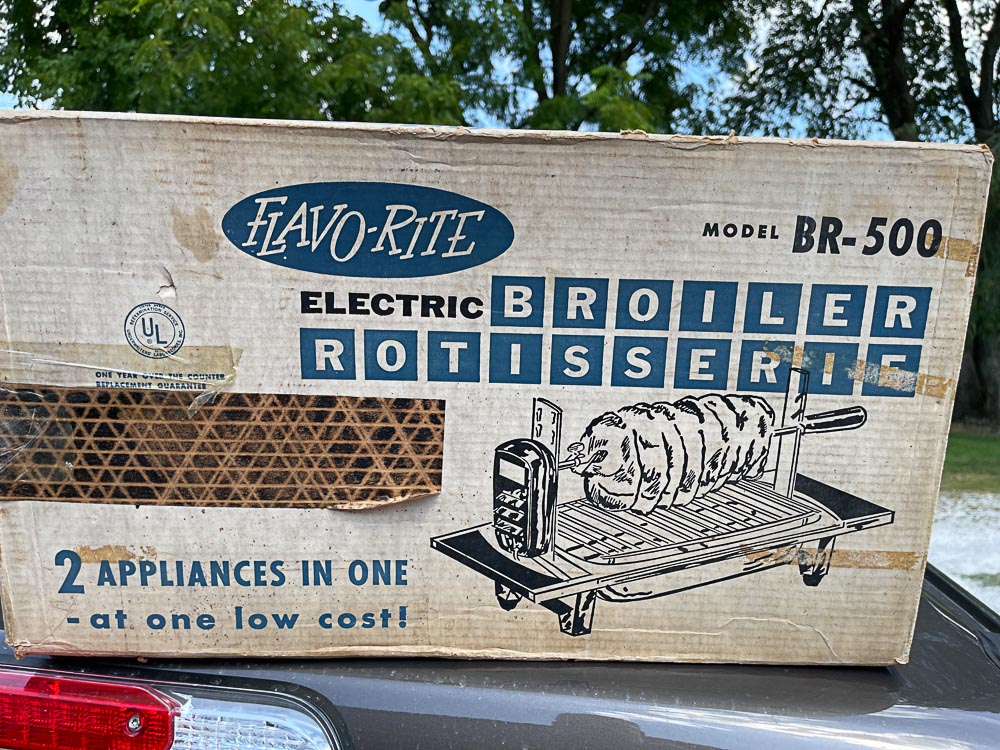 FLAVO-RITE
MODEL BR-500
ELECTRIC BROILER
ROTISSERIE
UL
ONE YEAR OVER THE COUNTER
REPLACEMENT GUARANTEE
2 APPLIANCES IN ONE
- at one low cost!